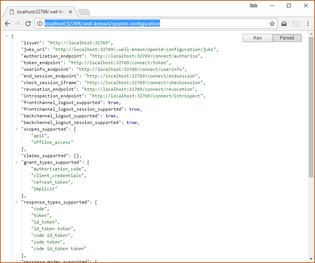 localhost:32769/.well-k
localhost:32769/.well-known/openid-configuration
Raw
Parsed
{
"issuer": "http://localhost:32769",
"jwks_uri": "http://localhost:32769/.well-known/openid-configuration/jwks",
"authorization_endpoint": "http://localhost:32769/connect/authorize",
"token_endpoint": "http://localhost:32769/connect/token",
"userinfo_endpoint": "http://localhost:32769/connect/userinfo",
"end_session_endpoint": "http://localhost:32769/connect/endsession",
"check_session_iframe": "http://localhost:32769/connect/checksession",
"revocation_endpoint": "http://localhost:32769/connect/revocation",
"introspection_endpoint": "http://localhost:32769/connect/introspect",
"frontchannel_logout_supported": true,
"frontchannel_logout_session_supported": true,
"backchannel_logout_supported": true,
"backchannel_logout_session_supported": true,
"scopes_supported": [
"api1",
"offline_access"
],
"claims_supported": [],
"grant_types_supported": [
"authorization_code",
"client_credentials",
"refresh_token",
"implicit"
],
"response_types_supported": [
"code",
"token",
"id_token",
"id_token token",
"code id_token",
"code token",
"code id_token token"
],